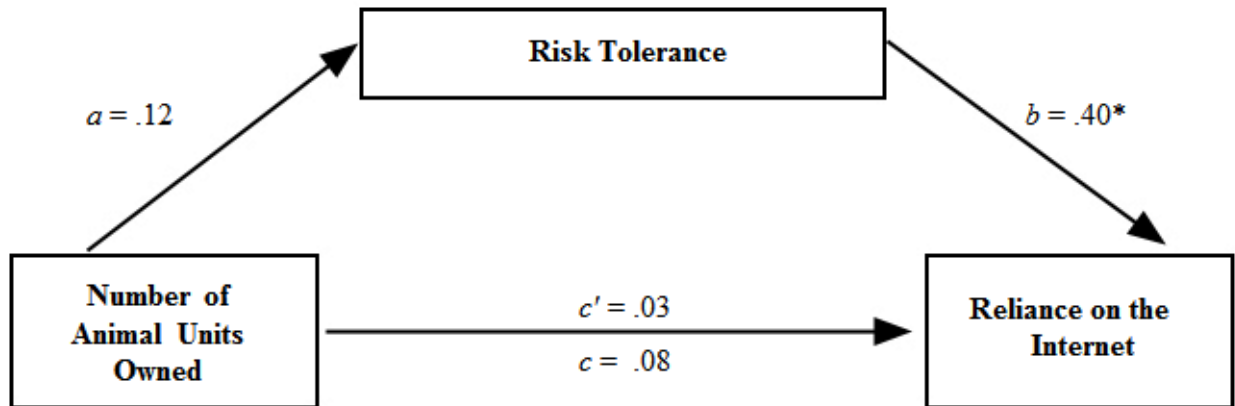 Risk Tolerance
a = .12
b = .40*
Number of
Animal Units
Owned
c' = .03
c = .08
Reliance on the
Internet